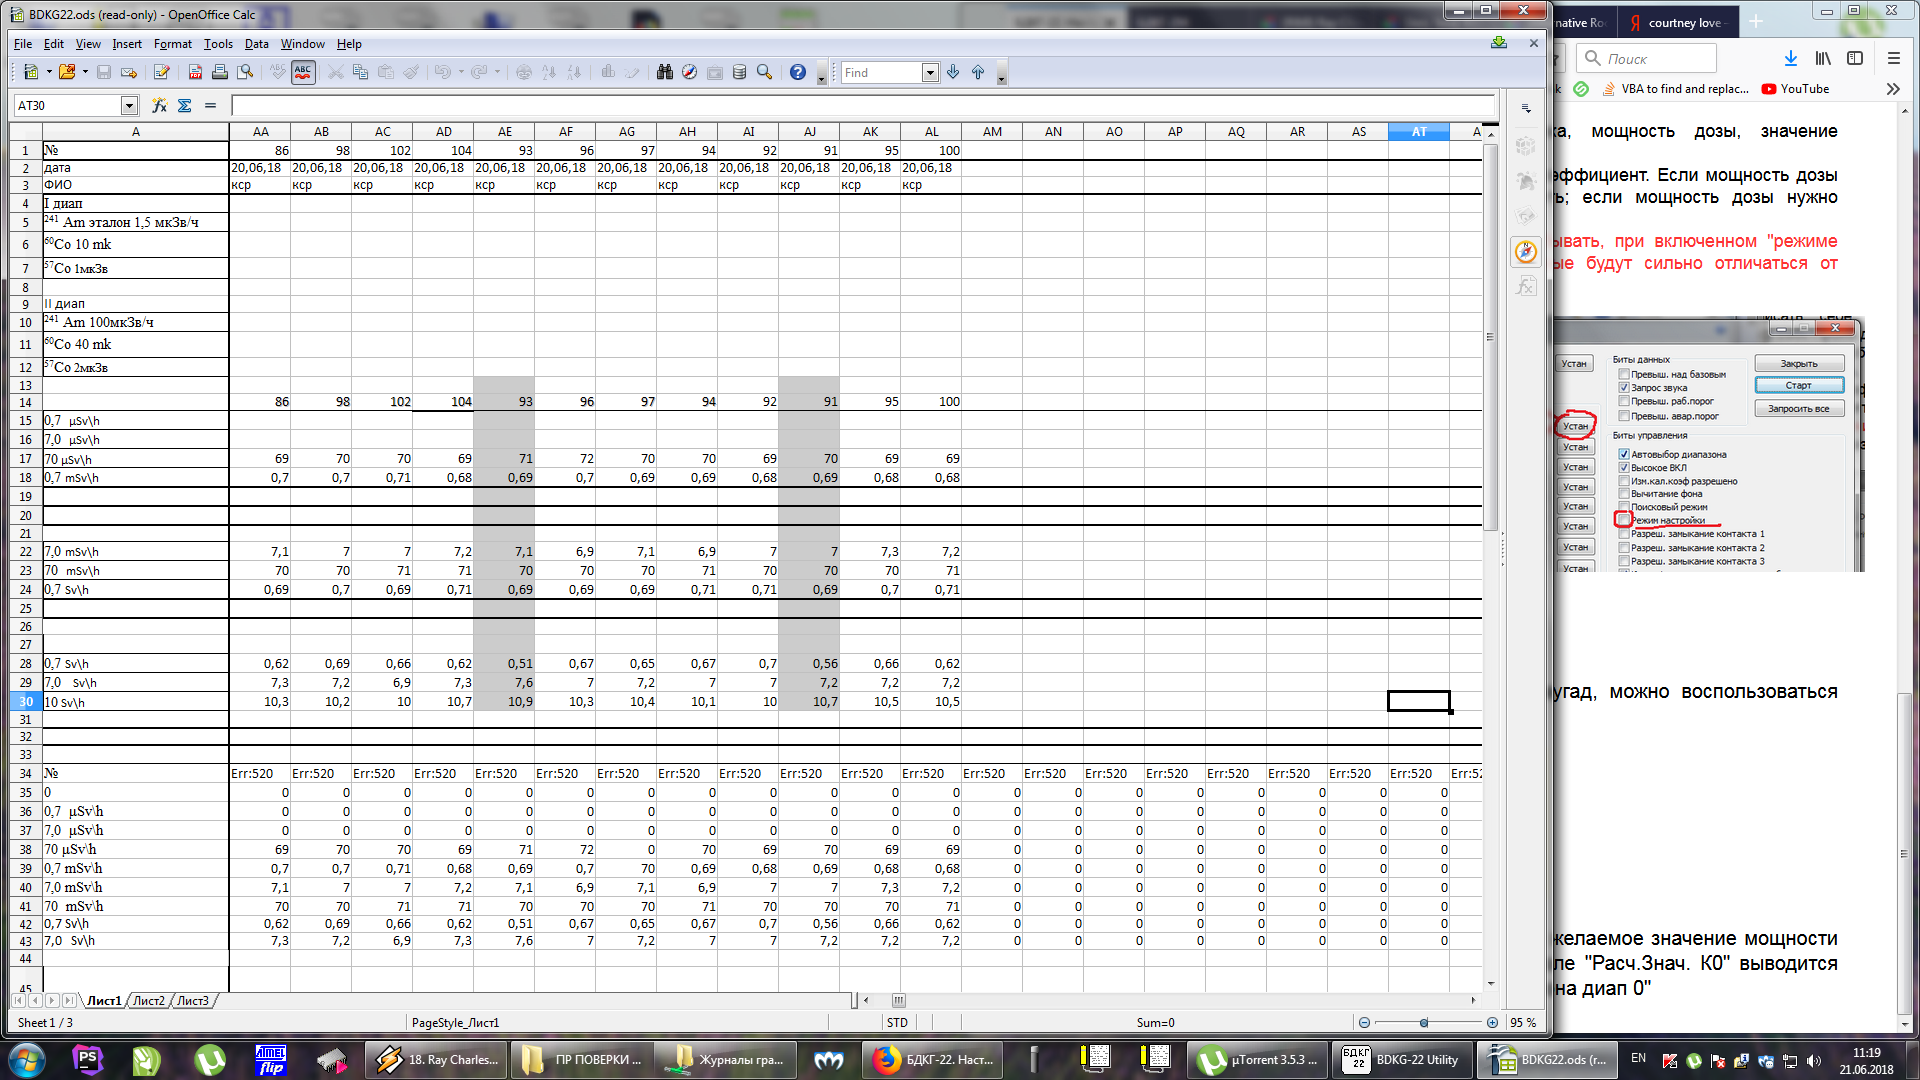 BDKG22.ods (read-only) - OpenOffice Calc
File Edit View Insert Format Tools Data Window Help
Find
AT30
A AA AB AC AD AE AF AG AH AI AJ AK AL AM AN AO AP AQ AR AS AT A
1 № 86 98 102 104 93 96 97 94 92 91 95 100
2 дата 20,06,18 20,06,18 20,06,18 20,06,18 20,06,18 20,06,18 20,06,18 20,06,18 20,06,18 20,06,18 20,06,18 20,06,18
3 ФИО кср кср кср кср кср кср кср кср кср кср кср кср
4 I диап
5 241 Am эталон 1,5 мкЗв/ч
6 60Co 10 mk
7 57Co 1мкЗв
8
9 II диап
10 241 Am 100мкЗв/ч
11 60Co 40 mk
12 57Co 2мкЗв
13
14 86 98 102 104 93 96 97 94 92 91 95 100
15 0,7 µSv\h
16 7,0 µSv\h
17 70 µSv\h 69 70 70 69 71 72 70 70 69 70 69 69
18 0,7 mSv\h 0,7 0,7 0,71 0,68 0,69 0,7 0,69 0,69 0,68 0,69 0,68 0,68
19
20
21
22 7,0 mSv\h 7,1 7 7 7,2 7,1 6,9 7,1 6,9 7 7 7,3 7,2
23 70 mSv\h 70 70 71 71 70 70 70 71 70 70 70 71
24 0,7 Sv\h 0,69 0,7 0,69 0,71 0,69 0,69 0,69 0,71 0,71 0,69 0,7 0,71
25
26
27
28 0,7 Sv\h 0,62 0,69 0,66 0,62 0,51 0,67 0,65 0,67 0,7 0,56 0,66 0,62
29 7,0 Sv\h 7,3 7,2 6,9 7,3 7,6 7 7,2 7 7 7,2 7,2 7,2
30 10 Sv\h 10,3 10,2 10 10,7 10,9 10,3 10,4 10,1 10 10,7 10,5 10,5
31
32
33
34 № Err:520 Err:520 Err:520 Err:520 Err:520 Err:520 Err:520 Err:520 Err:520 Err:520 Err:520 Err:520 Err:520 Err:520 Err:520 Err:520 Err:520 Err:520 Err:520 Err:520 Err:52
35 0 0 0 0 0 0 0 0 0 0 0 0 0 0 0 0 0 0 0 0 0
36 0,7 µSv\h 0 0 0 0 0 0 0 0 0 0 0 0 0 0 0 0 0 0 0 0
37 7,0 µSv\h 0 0 0 0 0 0 0 0 0 0 0 0 0 0 0 0 0 0 0 0
38 70 µSv\h 69 70 70 69 71 72 0 70 69 70 69 69 0 0 0 0 0 0 0 0
39 0,7 mSv\h 0,7 0,7 0,71 0,68 0,69 0,7 70 0,69 0,68 0,69 0,68 0,68 0 0 0 0 0 0 0 0
40 7,0 mSv\h 7,1 7 7 7,2 7,1 6,9 7,1 6,9 7 7 7,3 7,2 0 0 0 0 0 0 0 0
41 70 mSv\h 70 70 71 71 70 70 70 71 70 70 70 71 0 0 0 0 0 0 0 0
42 0,7 Sv\h 0,62 0,69 0,66 0,62 0,51 0,67 0,65 0,67 0,7 0,56 0,66 0,62 0 0 0 0 0 0 0 0
43 7,0 Sv\h 7,3 7,2 6,9 7,3 7,6 7 7,2 7 7 7,2 7,2 7,2 0 0 0 0 0 0 0 0
44
45
Лист1 Лист2 Лист3
Sheet 1 / 3 PageStyle_Лист1 STD Sum=0 95 %
rnative Ro courtney love -
Поиск
VBA to find and replac... YouTube
ка, мощность дозы, значение
эффициент. Если мощность дозы
ть; если мощность дозы нужно
ывать, при включенном "режиме
ые будут сильно отличаться от
Устан
Биты данных
Превыш. над базовым
Запрос звука
Превыш. раб.порог
Превыш. авар.порог
Закрыть
Старт
Запросить все
Устан
Устан
Устан
Устан
Устан
Устан
Устан
Устан
Биты управления
Автовыбор диапазона
Высокое ВКЛ
Изн.кал.коэф разрешено
Вычитание фона
Поисковый режим
Режим настройки
Разреш. замыкание контакта 1
Разреш. замыкание контакта 2
Разреш. замыкание контакта 3
угад, можно воспользоваться
желаемое значение мощности
ле "Расч.Знач. К0" выводится
на диап 0"
PS
ATMEL flip
18. Ray Charles...
ПР ПОВЕРКИ ...
Журналы гра...
БДКГ-22. Наст...
µTorrent 3.5.3 ...
БДКГ 22
BDKG-22 Utility
BDKG22.ods (r...
EN
11:19
21.06.2018